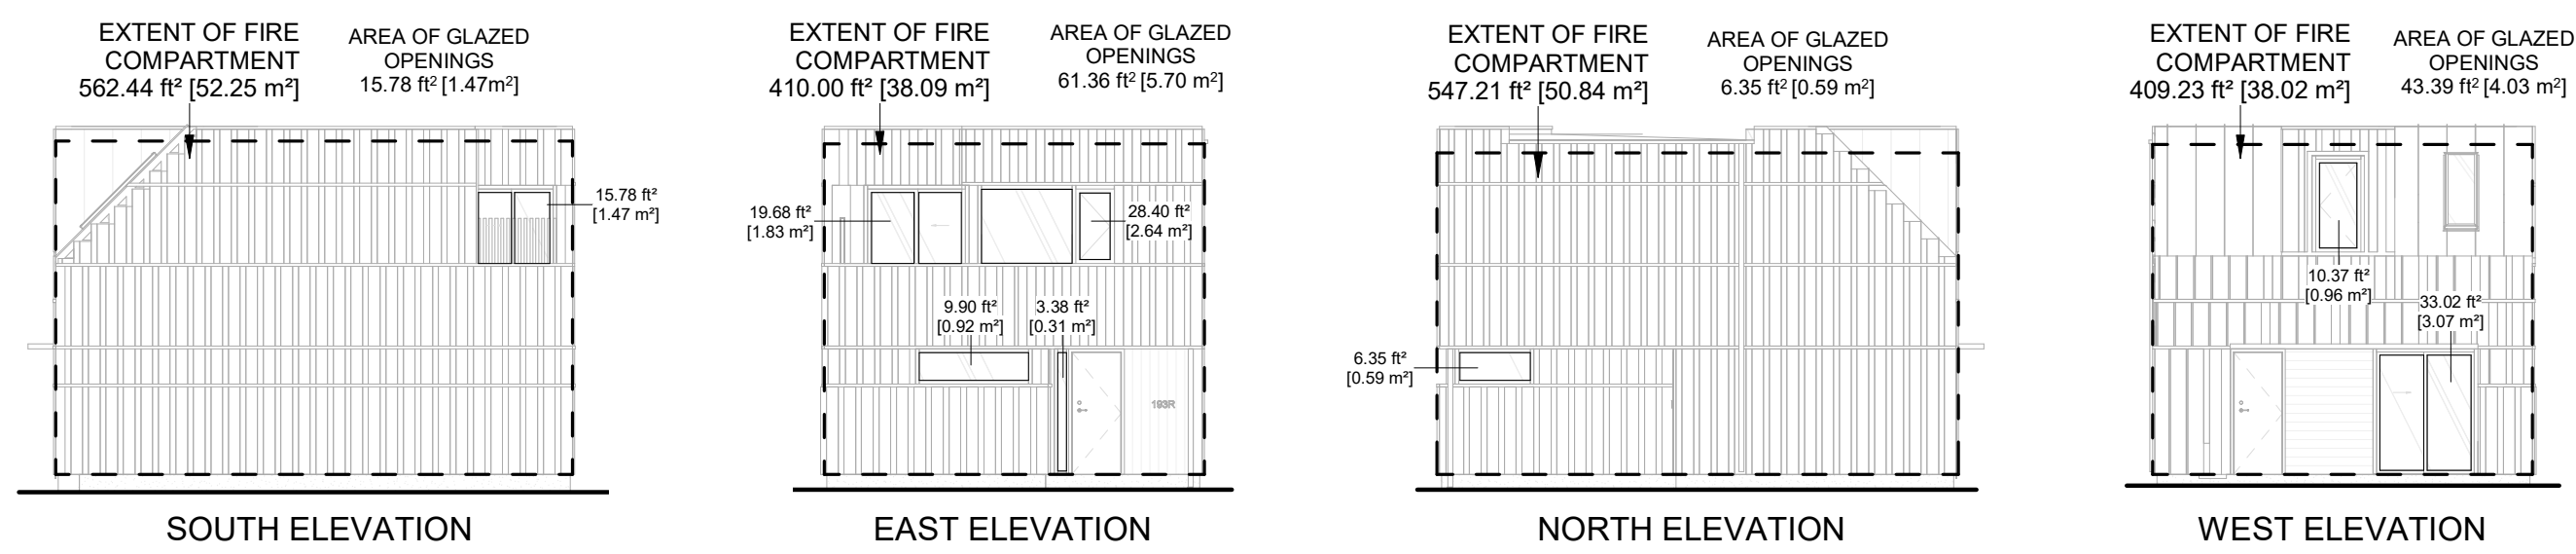 EXTENT OF FIRE
COMPARTMENT
562.44 ft² [52.25 m²]
AREA OF GLAZED
OPENINGS
15.78 ft² [1.47m²]
15.78 ft²
[1.47 m²]
SOUTH ELEVATION
EXTENT OF FIRE
COMPARTMENT
410.00 ft² [38.09 m²]
AREA OF GLAZED
OPENINGS
61.36 ft² [5.70 m²]
19.68 ft²
[1.83 m²]
28.40 ft²
[2.64 m²]
9.90 ft²
[0.92 m²]
3.38 ft²
[0.31 m²]
193R
EAST ELEVATION
EXTENT OF FIRE
COMPARTMENT
547.21 ft² [50.84 m²]
AREA OF GLAZED
OPENINGS
6.35 ft² [0.59 m²]
6.35 ft²
[0.59 m²]
NORTH ELEVATION
EXTENT OF FIRE
COMPARTMENT
409.23 ft² [38.02 m²]
AREA OF GLAZED
OPENINGS
43.39 ft² [4.03 m²]
10.37 ft²
[0.96 m²]
33.02 ft²
[3.07 m²]
WEST ELEVATION